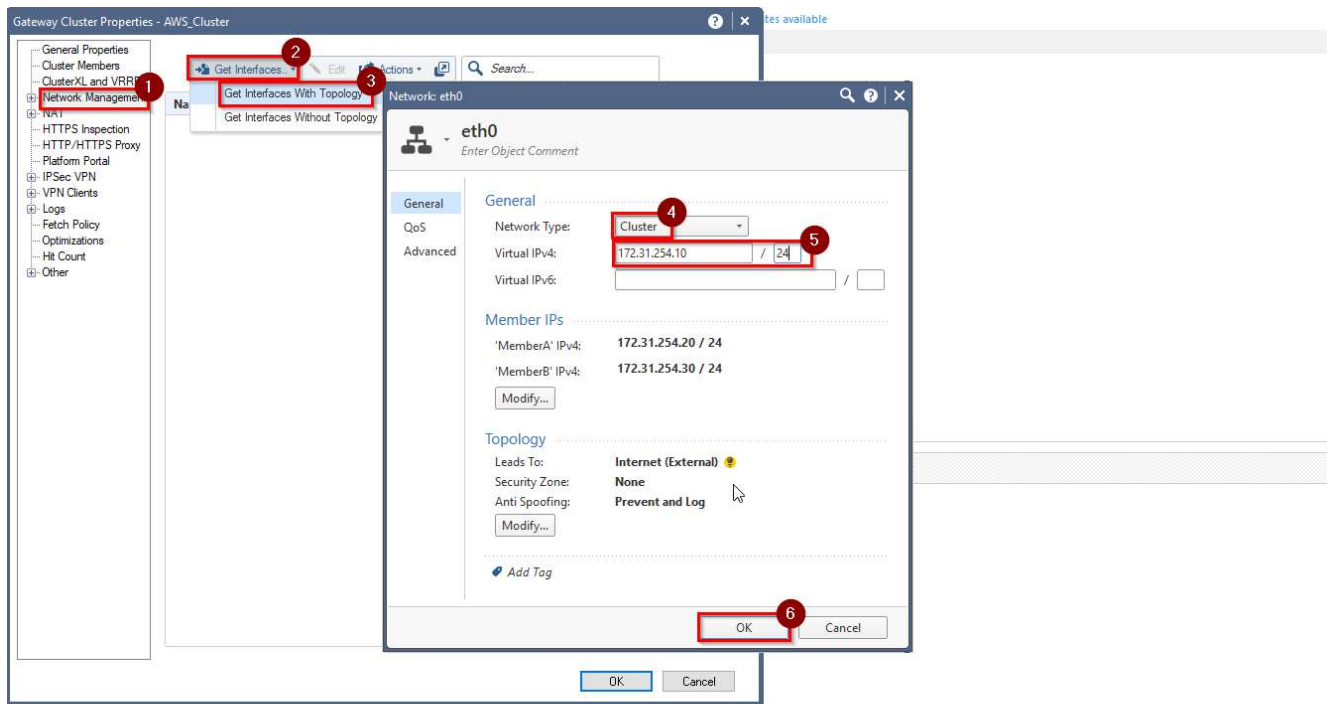 Gateway Cluster Properties - AWS_Cluster
tes available
General Properties
Cluster Members
ClusterXL and VRRP
1
Network Management
NAT
HTTPS Inspection
HTTP/HTTPS Proxy
Platform Portal
IPSec VPN
VPN Clients
Logs
Fetch Policy
Optimizations
Hit Count
Other
2
Get Interfaces... Edit Actions Search...
3
Get Interfaces With Topology
Get Interfaces Without Topology
Na
Network: eth0
eth0
Enter Object Comment
General
QoS
Advanced
General
4
Network Type: Cluster
5
Virtual IPv4: 172.31.254.10 / 24
Virtual IPv6: /
Member IPs
'MemberA' IPv4: 172.31.254.20 / 24
'MemberB' IPv4: 172.31.254.30 / 24
Modify...
Topology
Leads To: Internet (External)
Security Zone: None
Anti Spoofing: Prevent and Log
Modify...
Add Tag
6
OK Cancel
OK Cancel